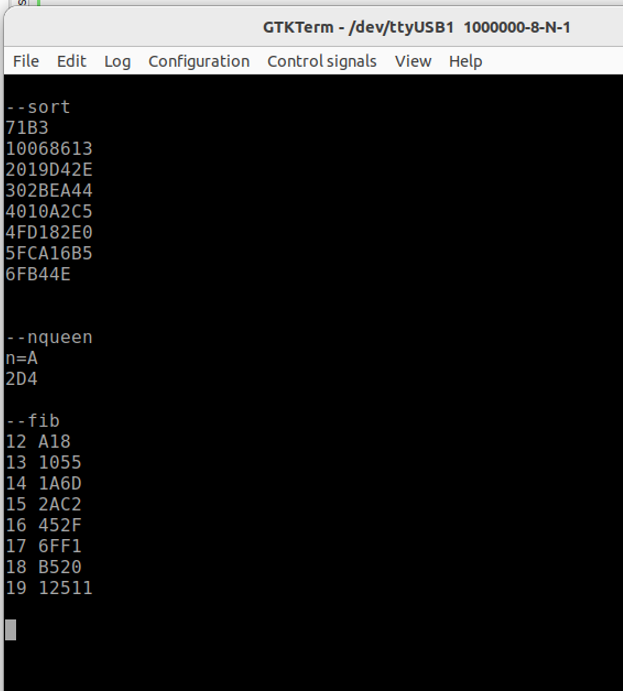 GTKTerm - /dev/ttyUSB1 1000000-8-N-1
File Edit Log Configuration Control signals View Help
--sort
71B3
10068613
2019D42E
302BEA44
4010A2C5
4FD182E0
5FCA16B5
6FB44E
--nqueen
n=A
2D4
--fib
12 A18
13 1055
14 1A6D
15 2AC2
16 452F
17 6FF1
18 B520
19 12511